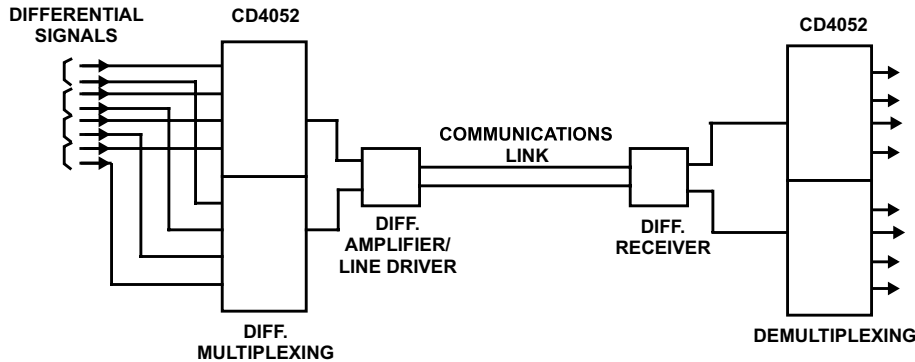 DIFFERENTIAL
SIGNALS
CD4052
CD4052
COMMUNICATIONS
LINK
DIFF.
AMPLIFIER/
LINE DRIVER
DIFF.
RECEIVER
DIFF.
MULTIPLEXING
DEMULTIPLEXING